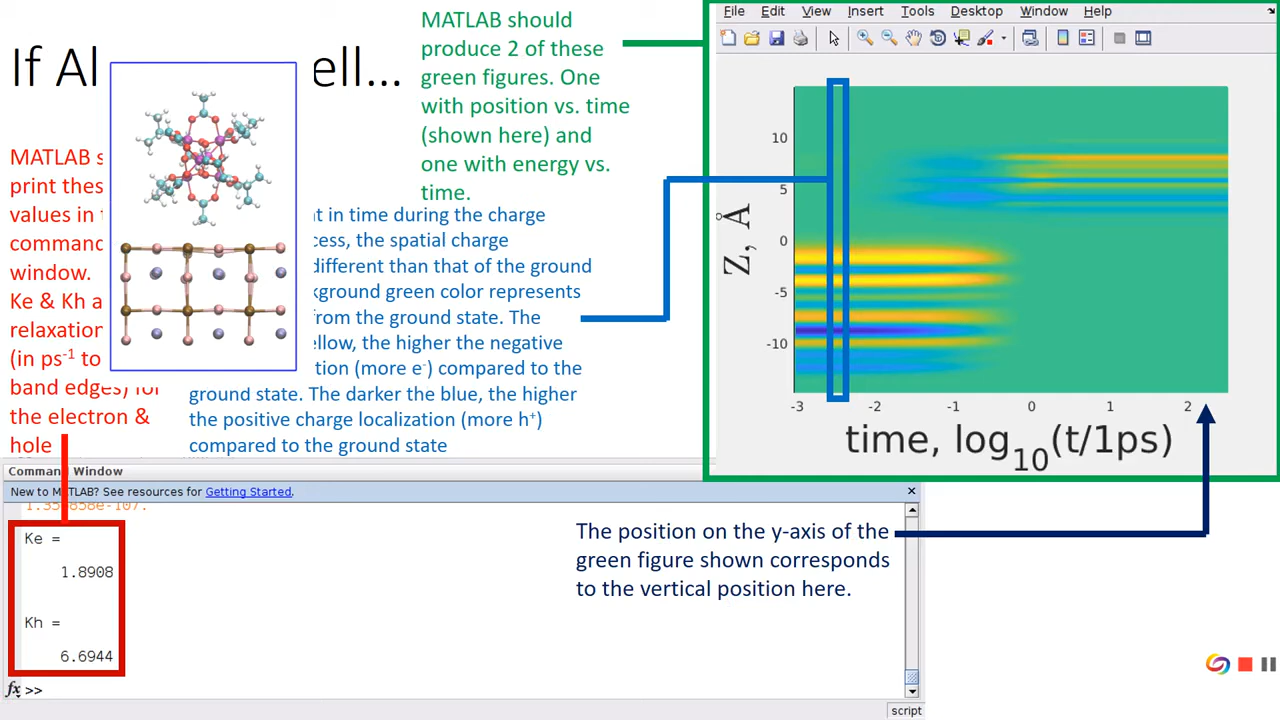 If Al ell...
MATLAB s
print thes
values in
command
window.
Ke & Kh a
relaxation
(in ps-1 to
band edges) for
the electron &
hole
MATLAB should
produce 2 of these
green figures. One
with position vs. time
(shown here) and
one with energy vs.
time.
t in time during the charge
cess, the spatial charge
different than that of the ground
kground green color represents
from the ground state. The
ellow, the higher the negative
tion (more e-) compared to the
ground state. The darker the blue, the higher
the positive charge localization (more h+)
compared to the ground state
File Edit View Insert Tools Desktop Window Help
10
5
0
-5
-10
Z, Å
-3 -2 -1 0 1 2
time, log10(t/1ps)
Command Window
New to MATLAB? See resources for Getting Started.
Ke =
1.8908
Kh =
6.6944
fx >>
The position on the y-axis of the
green figure shown corresponds
to the vertical position here.
script